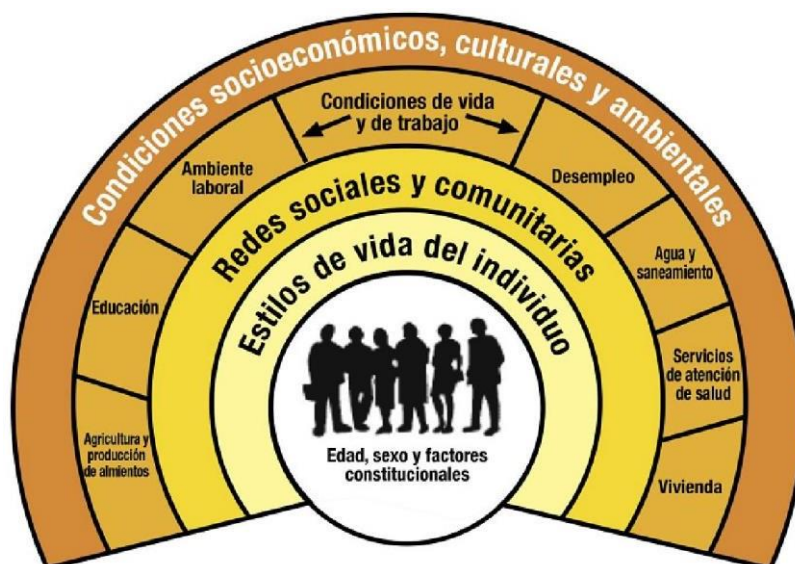 Condiciones socioeconómicos, culturales y ambientales
Condiciones de vida
y de trabajo
Ambiente
laboral
Desempleo
Educación
Agua y
saneamiento
Agricultura y
producción
de almientos
Servicios
de atención
de salud
Vivienda
Redes sociales y comunitarias
Estilos de vida del individuo
Edad, sexo y factores
constitucionales